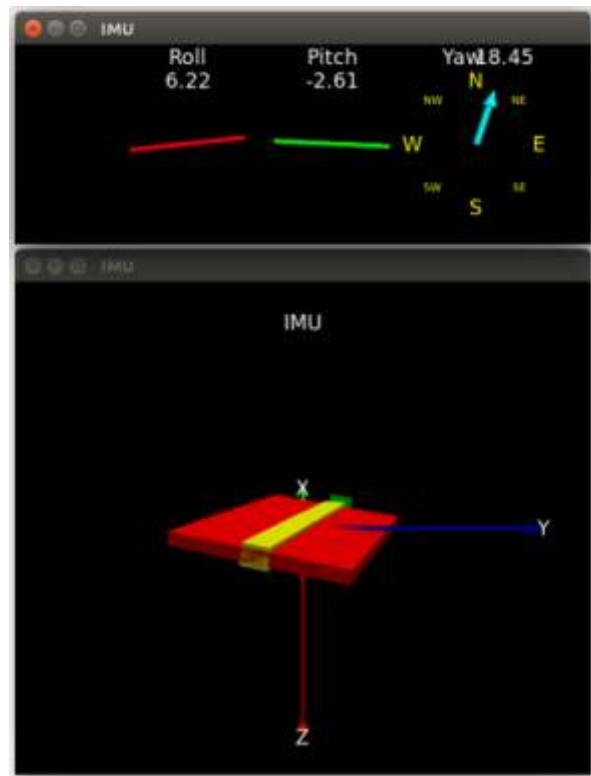 IMU
Roll Pitch Yaw18.45
6.22 -2.61
N
NW NE
W E
SW SE
S
IMU
IMU
X
Y
Z